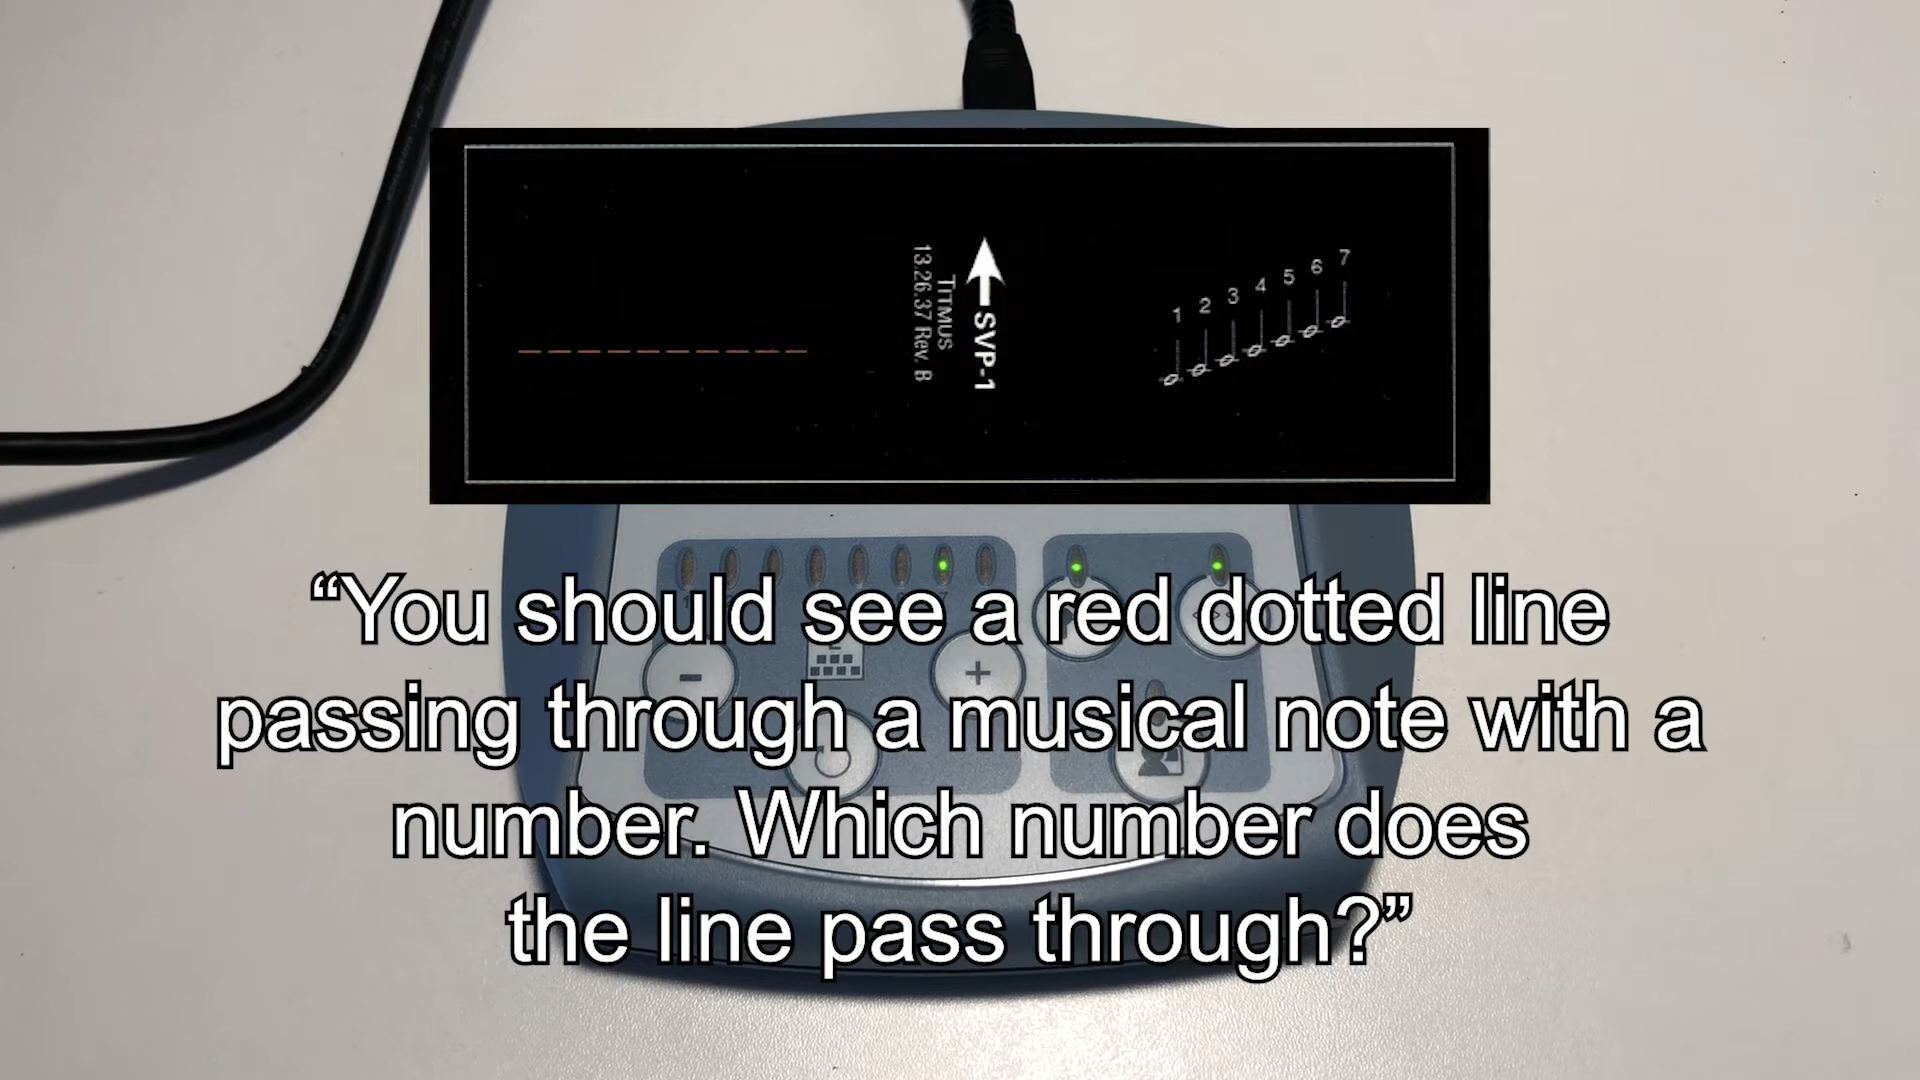 1 2 3 4 5 6 7
SVP-1
TITMUS
13.26.37 Rev. B
“You should see a red dotted line
passing through a musical note with a
number. Which number does
the line pass through?”
- +